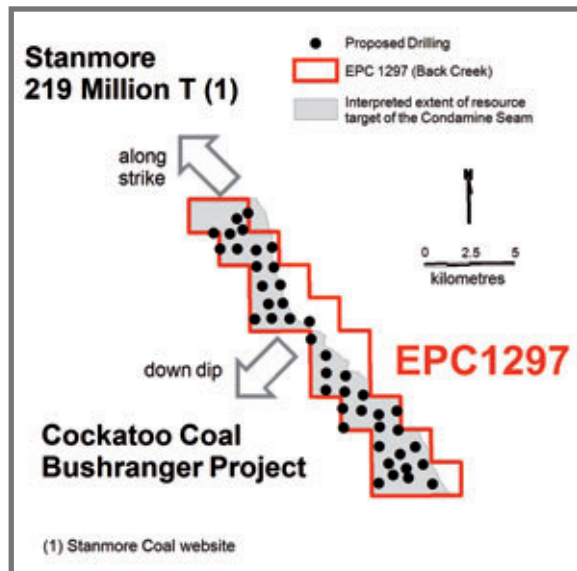 Stanmore
219 Million T (1)
Proposed Drilling
EPC 1297 (Back Creek)
Interpreted extent of resource
target of the Condamine Seam
along
strike
N
0 2.5 5
kilometres
EPC1297
down dip
Cockatoo Coal
Bushranger Project
(1) Stanmore Coal website